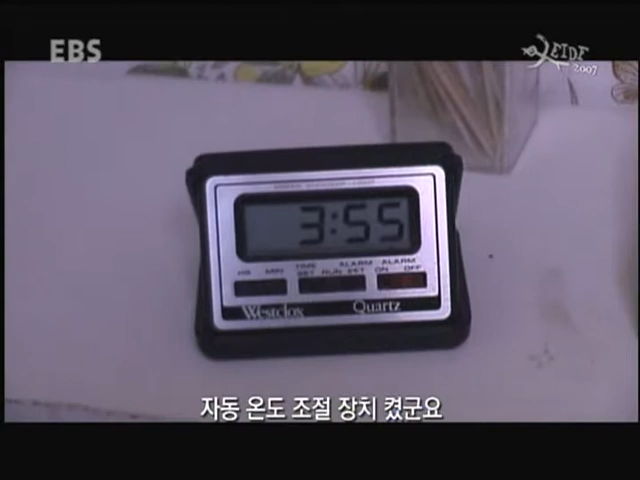 EBS
EIDF
2007
3:55
HR MIN TIME SET RUN ALARM SET ALARM ON OFF
Westclox Quartz
자동 온도 조절 장치 켰군요